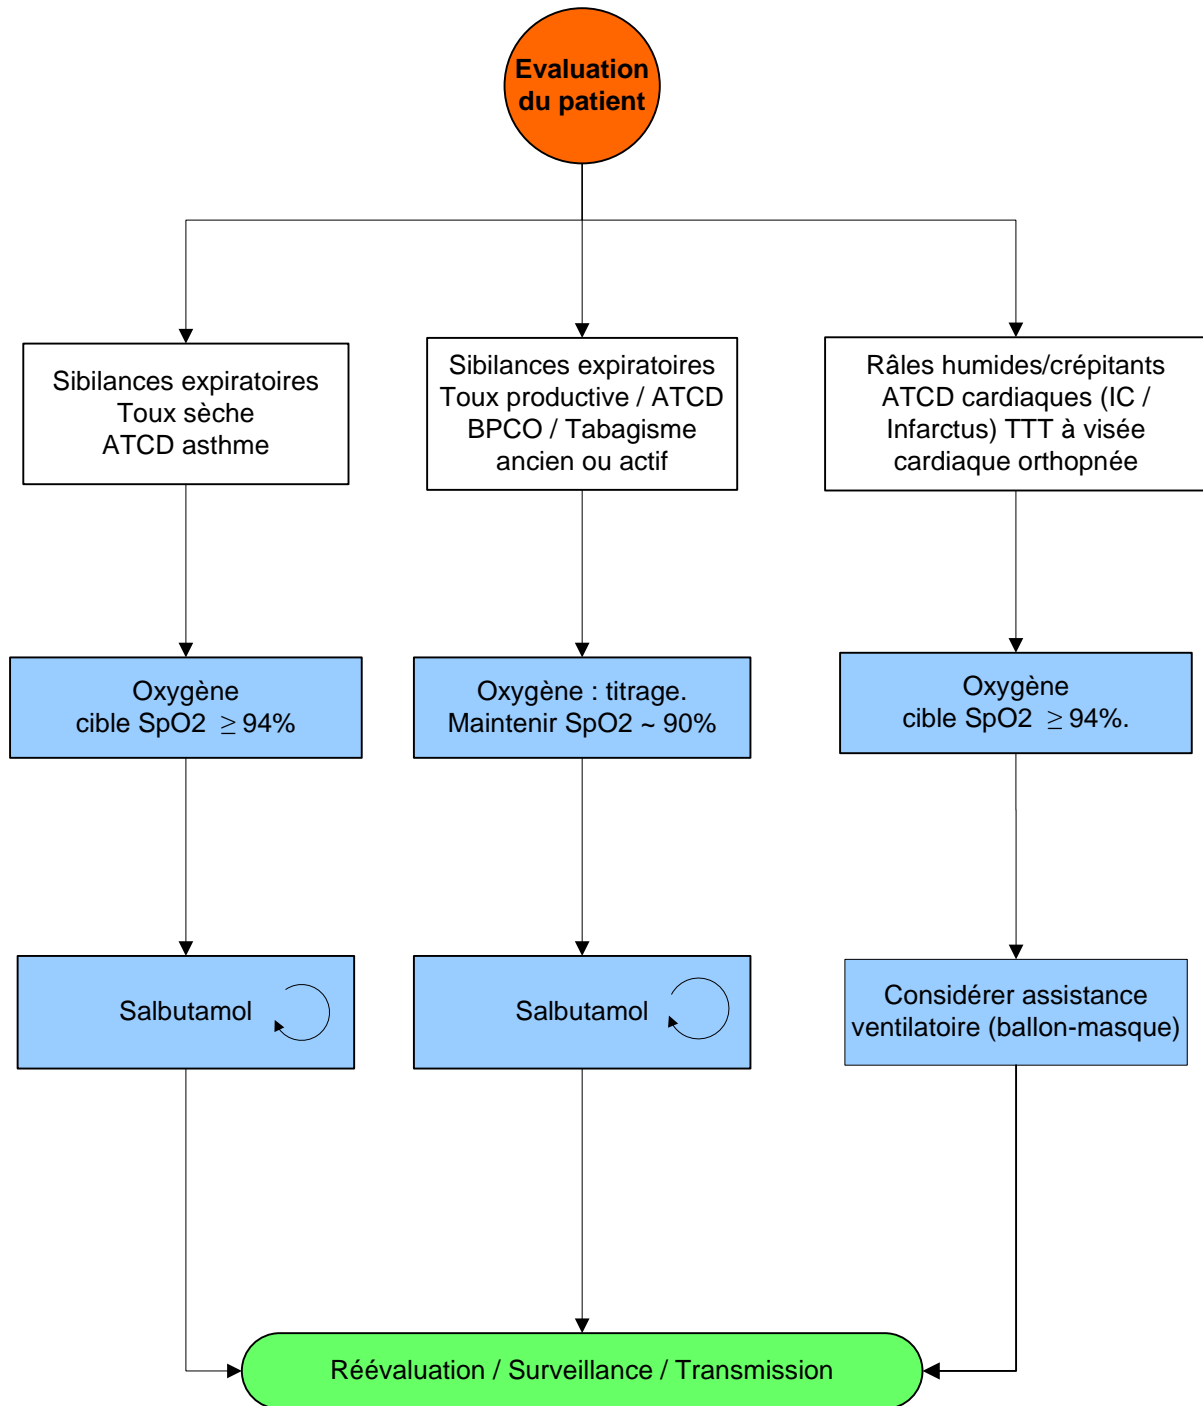 Evaluation
du patient
Sibilances expiratoires
Toux sèche
ATCD asthme
Sibilances expiratoires
Toux productive / ATCD
BPCO / Tabagisme
ancien ou actif
Râles humides/crépitants
ATCD cardiaques (IC /
Infarctus) TTT à visée
cardiaque orthopnée
Oxygène
cible SpO2 ≥ 94%
Oxygène : titrage.
Maintenir SpO2 ~ 90%
Oxygène
cible SpO2 ≥ 94%.
Salbutamol
Salbutamol
Considérer assistance
ventilatoire (ballon-masque)
Réévaluation / Surveillance / Transmission